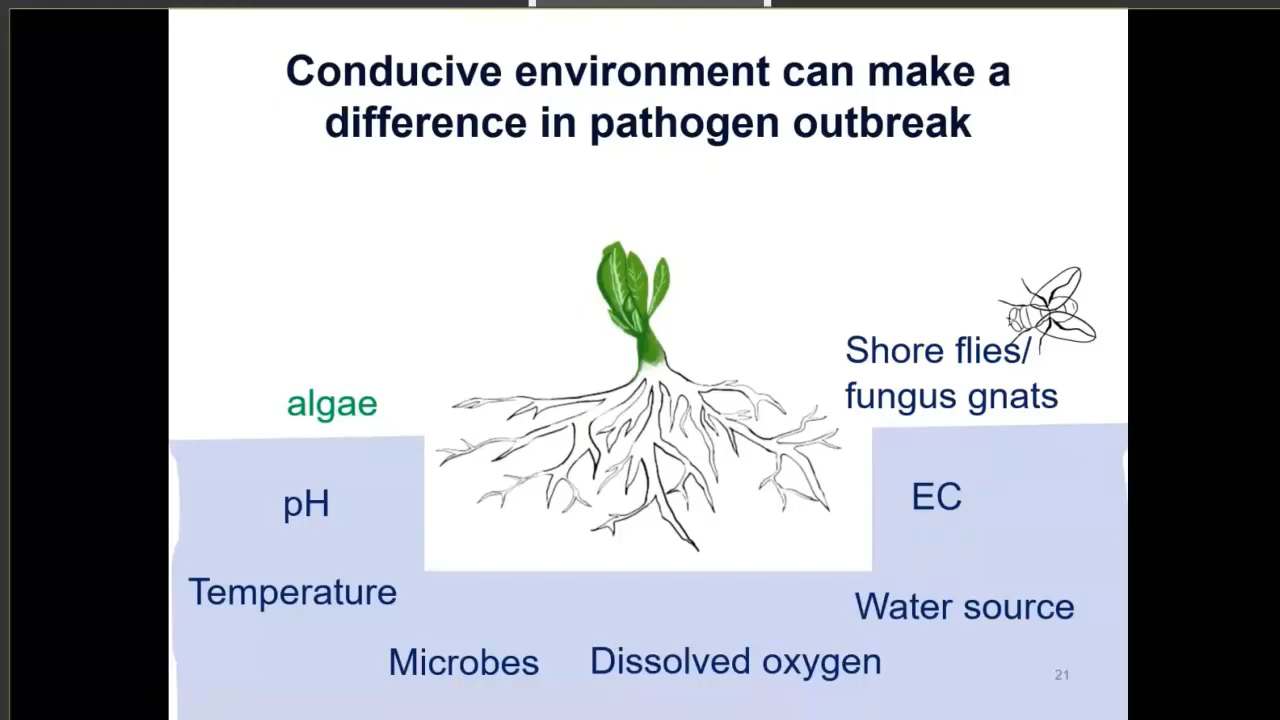 Conducive environment can make a
difference in pathogen outbreak
Shore flies/
fungus gnats
algae
pH
EC
Temperature
Water source
Microbes
Dissolved oxygen
21